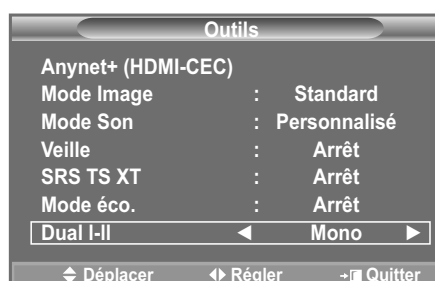 Outils
Anynet+ (HDMI-CEC)
Mode Image : Standard
Mode Son : Personnalisé
Veille : Arrêt
SRS TS XT : Arrêt
Mode éco. : Arrêt
Dual I-II ◄ Mono ►
Déplacer Régler Quitter